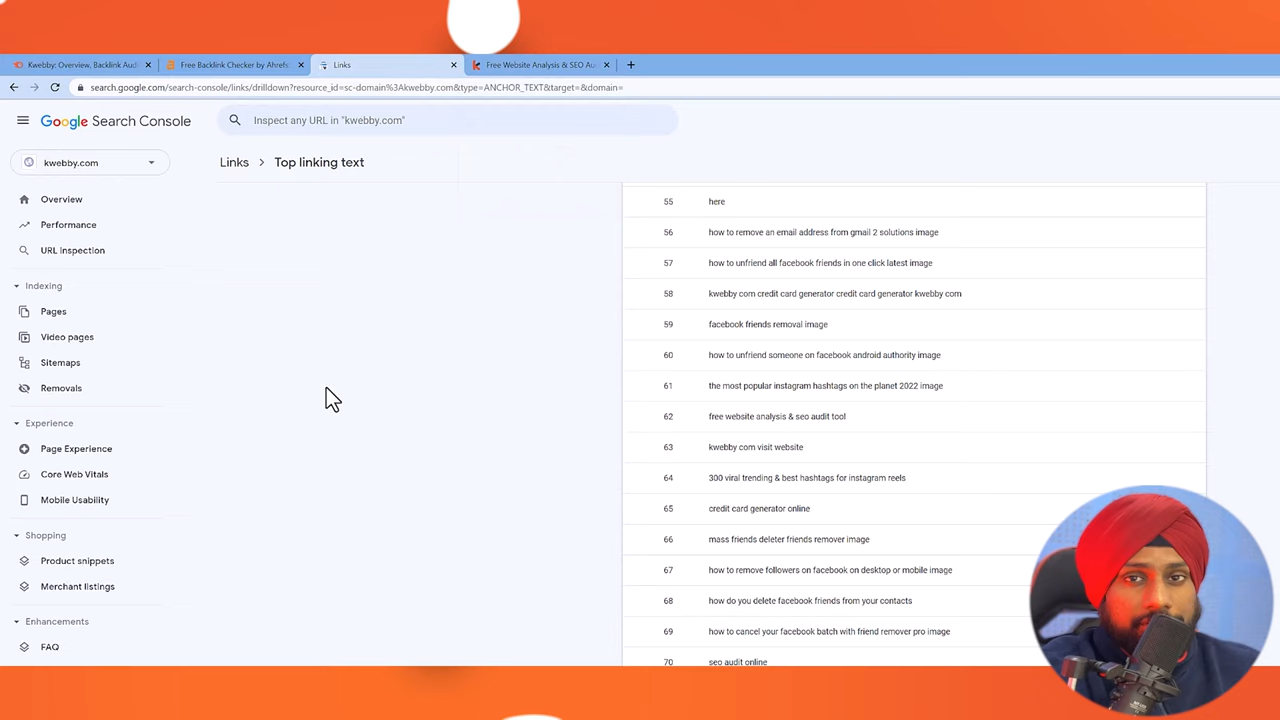 Kwebby: Overview, Backlink Aud
Free Backlink Checker by Ahrefs:
Links
Free Website Analysis & SEO Au
search.google.com/search-console/links/drilldown?resource_id=sc-domain%3Akwebby.com&type=ANCHOR_TEXT&target=&domain=
Google Search Console
Inspect any URL in "kwebby.com"
kwebby.com
Links > Top linking text
Overview
Performance
URL Inspection
Indexing
Pages
Video pages
Sitemaps
Removals
Experience
Page Experience
Core Web Vitals
Mobile Usability
Shopping
Product snippets
Merchant listings
Enhancements
FAQ
55 here
56 how to remove an email address from gmail 2 solutions image
57 how to unfriend all facebook friends in one click latest image
58 kwebby com credit card generator credit card generator kwebby com
59 facebook friends removal image
60 how to unfriend someone on facebook android authority image
61 the most popular instagram hashtags on the planet 2022 image
62 free website analysis & seo audit tool
63 kwebby com visit website
64 300 viral trending & best hashtags for instagram reels
65 credit card generator online
66 mass friends deleter friends remover image
67 how to remove followers on facebook on desktop or mobile image
68 how do you delete facebook friends from your contacts
69 how to cancel your facebook batch with friend remover pro image
70 seo audit online